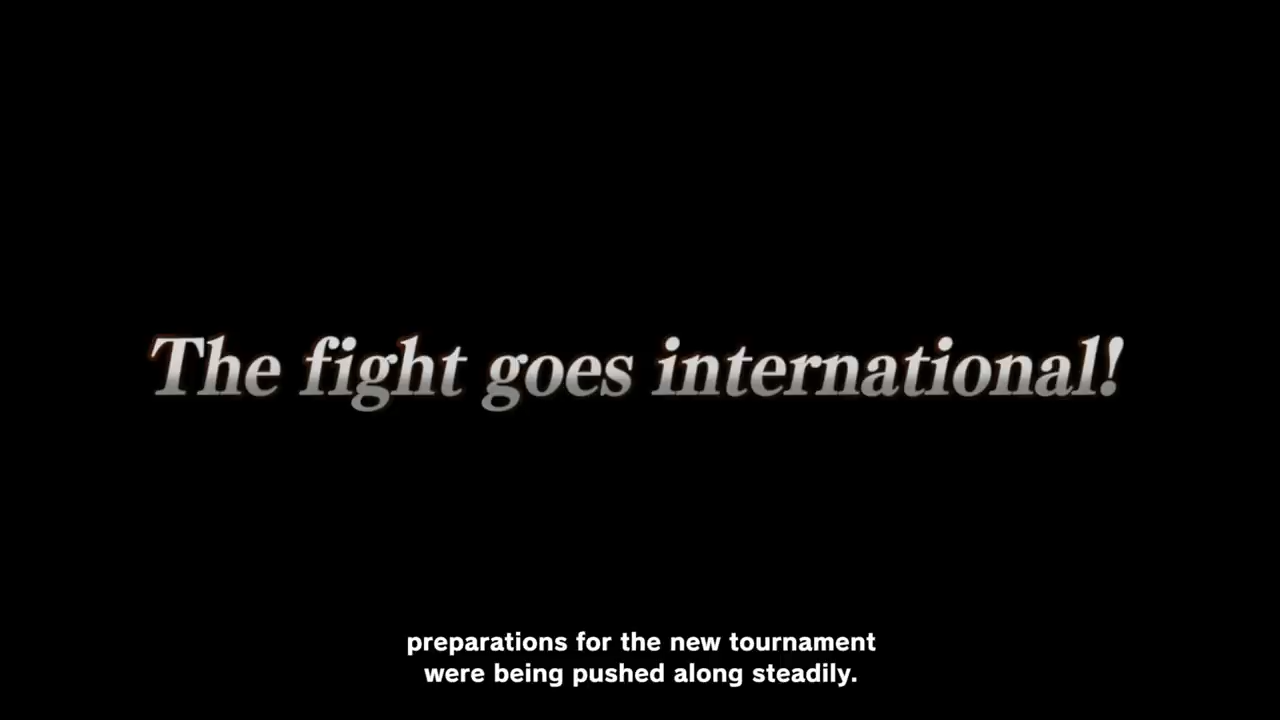 The fight goes international!
preparations for the new tournament
were being pushed along steadily.